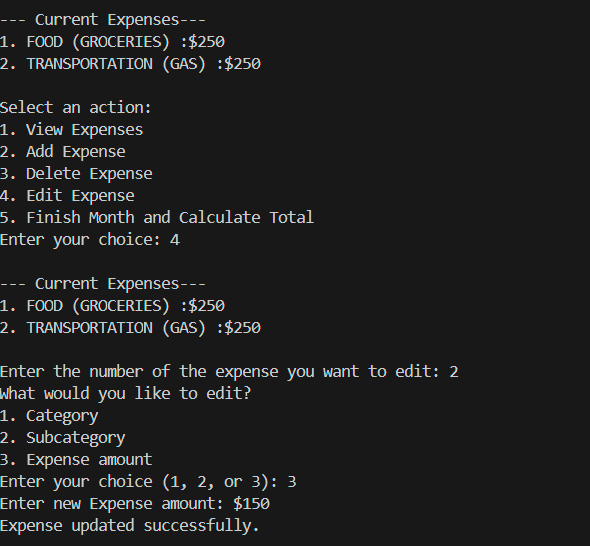 --- Current Expenses---
1. FOOD (GROCERIES) :$250
2. TRANSPORTATION (GAS) :$250
Select an action:
1. View Expenses
2. Add Expense
3. Delete Expense
4. Edit Expense
5. Finish Month and Calculate Total
Enter your choice: 4
--- Current Expenses---
1. FOOD (GROCERIES) :$250
2. TRANSPORTATION (GAS) :$250
Enter the number of the expense you want to edit: 2
What would you like to edit?
1. Category
2. Subcategory
3. Expense amount
Enter your choice (1, 2, or 3): 3
Enter new Expense amount: $150
Expense updated successfully.